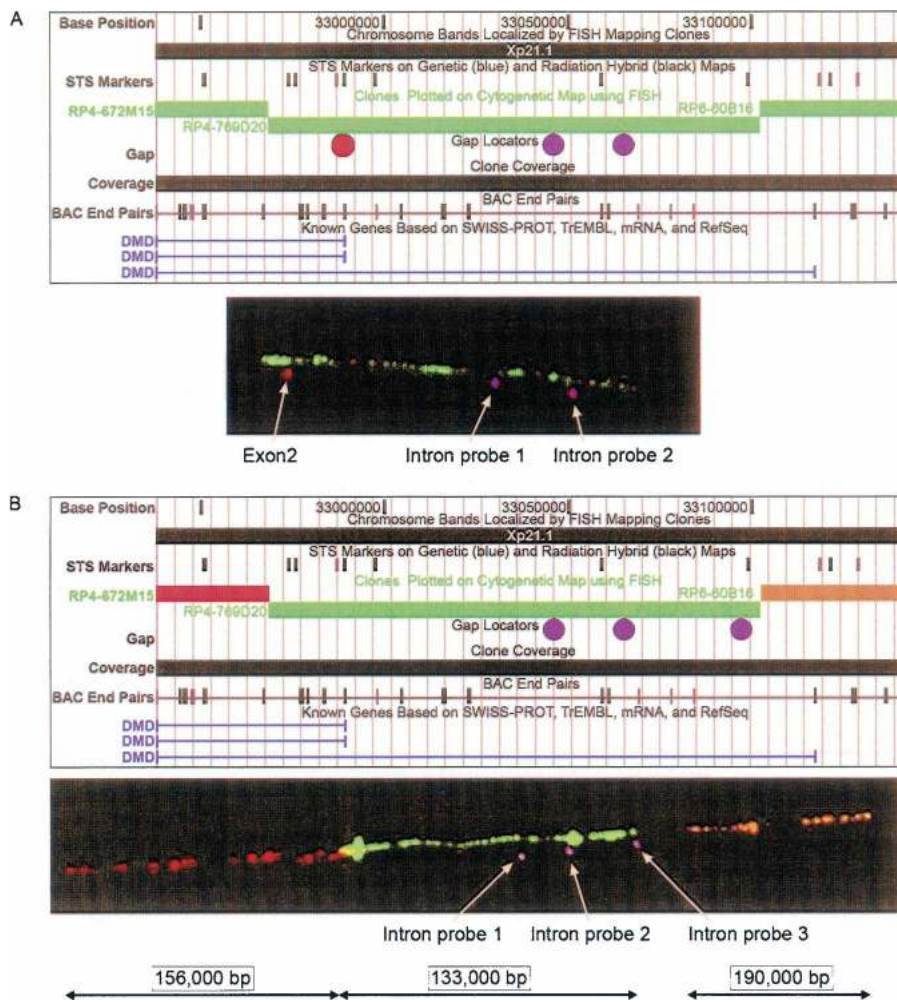 A
Base Position 33000000 33050000 33100000
Chromosome Bands Localized by FISH Mapping Clones
Xp21.1
STS Markers on Genetic (blue) and Radiation Hybrid (black) Maps
STS Markers
Clones Plotted on Cytogenetic Map using FISH
RP4-672M15 RP6-60B16
RP4-769D20
Gap Locators
Gap
Clone Coverage
Coverage
BAC End Pairs
BAC End Pairs
Known Genes Based on SWISS-PROT, TrEMBL, mRNA, and RefSeq
DMD
DMD
DMD
Exon2 Intron probe 1 Intron probe 2
B
Base Position 33000000 33050000 33100000
Chromosome Bands Localized by FISH Mapping Clones
Xp21.1
STS Markers on Genetic (blue) and Radiation Hybrid (black) Maps
STS Markers
Clones Plotted on Cytogenetic Map using FISH
RP4-672M15 RP6-60B16
RP4-769D20
Gap Locators
Gap
Clone Coverage
Coverage
BAC End Pairs
BAC End Pairs
Known Genes Based on SWISS-PROT, TrEMBL, mRNA, and RefSeq
DMD
DMD
DMD
Intron probe 1 Intron probe 2 Intron probe 3
156,000 bp 133,000 bp 190,000 bp